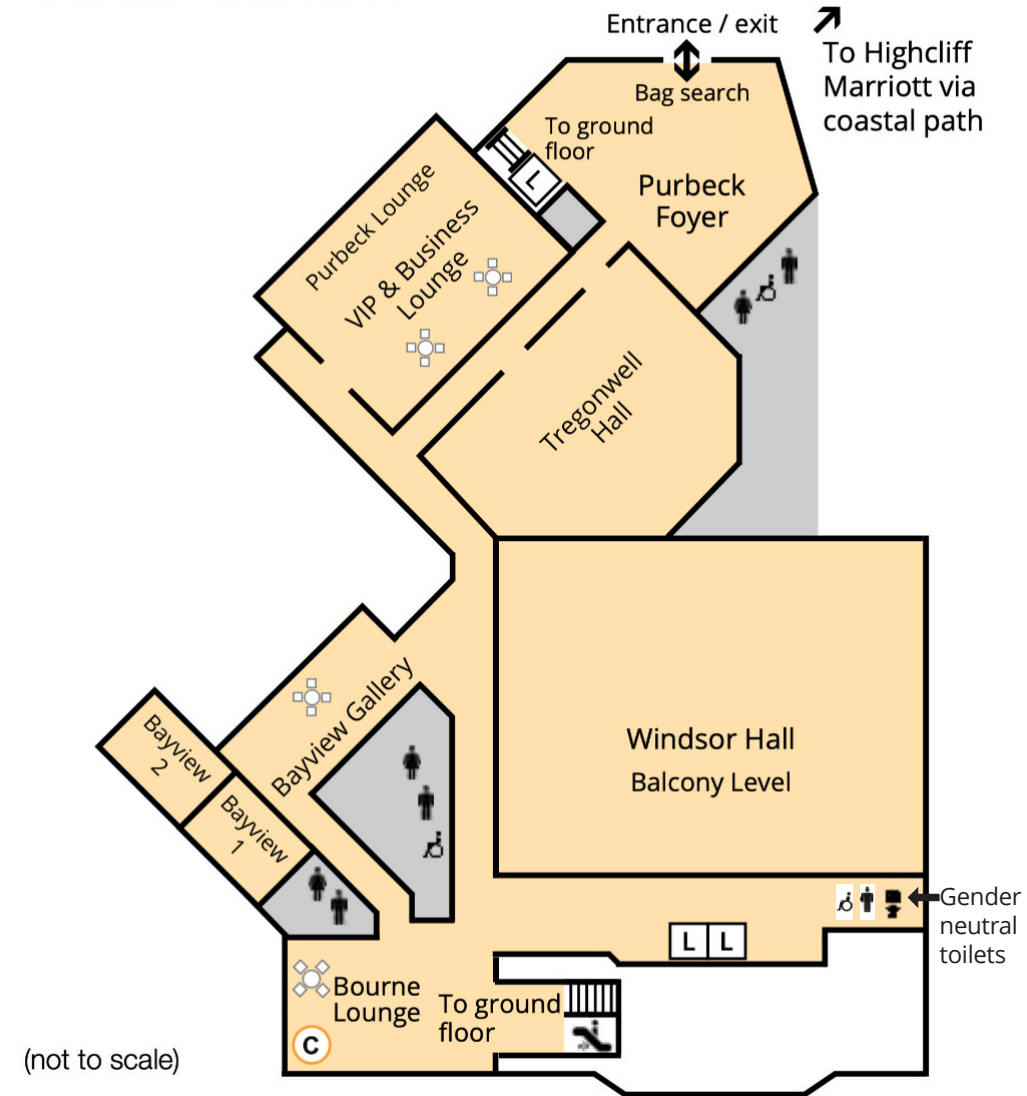 Entrance / exit
To Highcliff
Marriott via
coastal path
Bag search
To ground
floor
L
Purbeck
Foyer
Purbeck Lounge
VIP & Business
Lounge
Tregonwell
Hall
Bayview Gallery
Bayview
2
Bayview
1
Windsor Hall
Balcony Level
Gender
neutral
toilets
L L
Bourne
Lounge
To ground
floor
C
(not to scale)